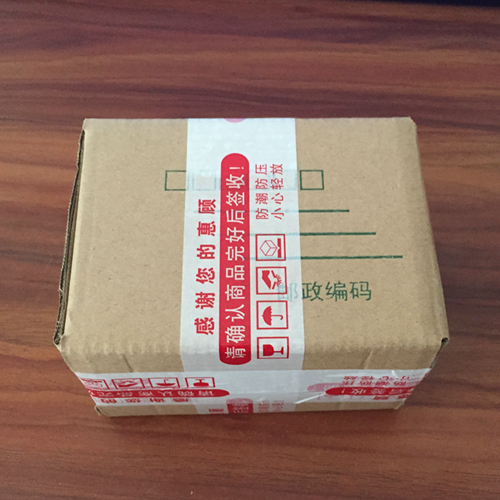 感谢您的惠顾
请确认商品完好后签收!
防潮防压
小心轻放
邮政编码